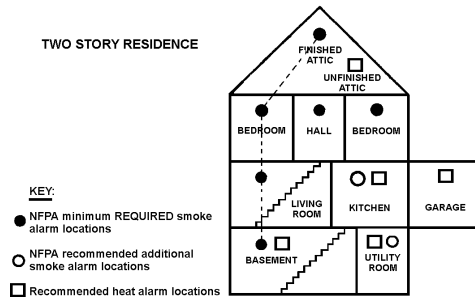 TWO STORY RESIDENCE
FINISHED
ATTIC
UNFINISHED
ATTIC
BEDROOM
HALL
BEDROOM
LIVING
ROOM
KITCHEN
GARAGE
BASEMENT
UTILITY
ROOM
KEY:
NFPA minimum REQUIRED smoke
alarm locations
NFPA recommended additional
smoke alarm locations
Recommended heat alarm locations